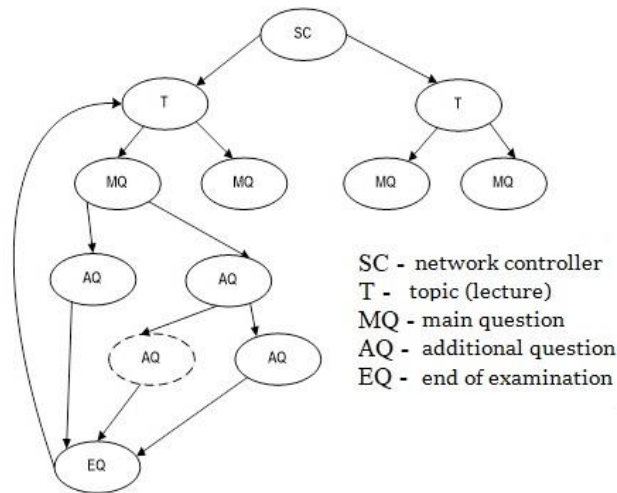 SC
T
T
MQ
MQ
MQ
MQ
AQ
AQ
AQ
AQ
EQ
SC - network controller
T - topic (lecture)
MQ - main question
AQ - additional question
EQ - end of examination